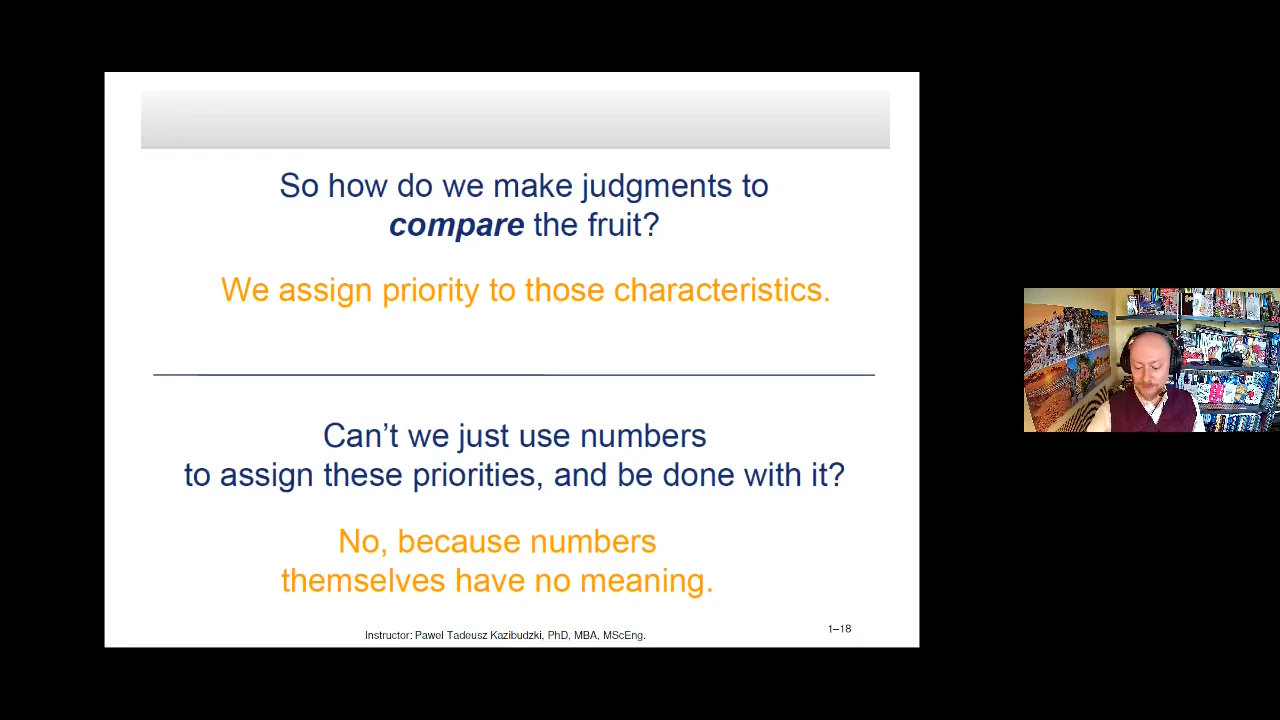 So how do we make judgments to
compare the fruit?
We assign priority to those characteristics.
Can't we just use numbers
to assign these priorities, and be done with it?
No, because numbers
themselves have no meaning.
Instructor: Pawel Tadeusz Kazibudzki, PhD, MBA, MScEng.
1–18